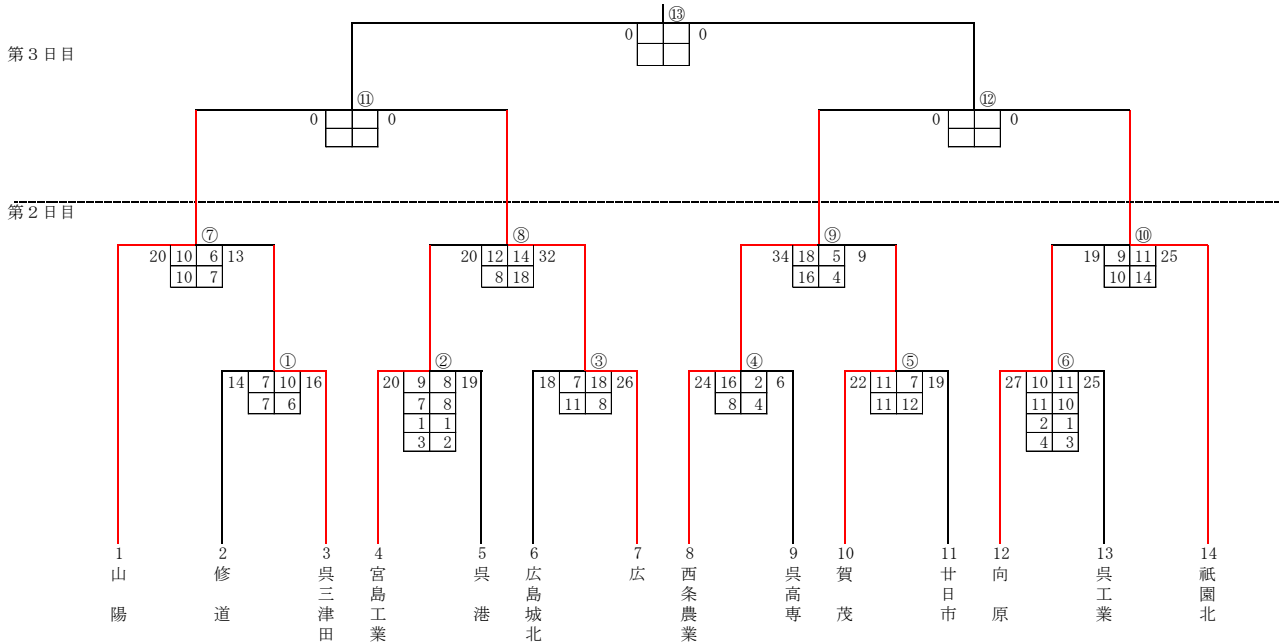 ⑬
0 0
第3日目
⑪ ⑫
0 0 0 0
第2日目
⑦ ⑧ ⑨ ⑩
20 10 6 13 20 12 14 32 34 18 5 9 19 9 11 25
10 7 8 18 16 4 10 14
① ② ③ ④ ⑤ ⑥
14 7 10 16 20 9 8 19 18 7 18 26 24 16 2 6 22 11 7 19 27 10 11 25
7 6 7 8 11 8 8 4 11 12 11 10
1 1 2 1
3 2 4 3
1 2 3 4 5 6 7 8 9 10 11 12 13 14
山陽
修道
呉三津田
宮島工業
呉港
広島城北
広
西条農業
呉高専
賀茂
廿日市
向原
呉工業
祇園北